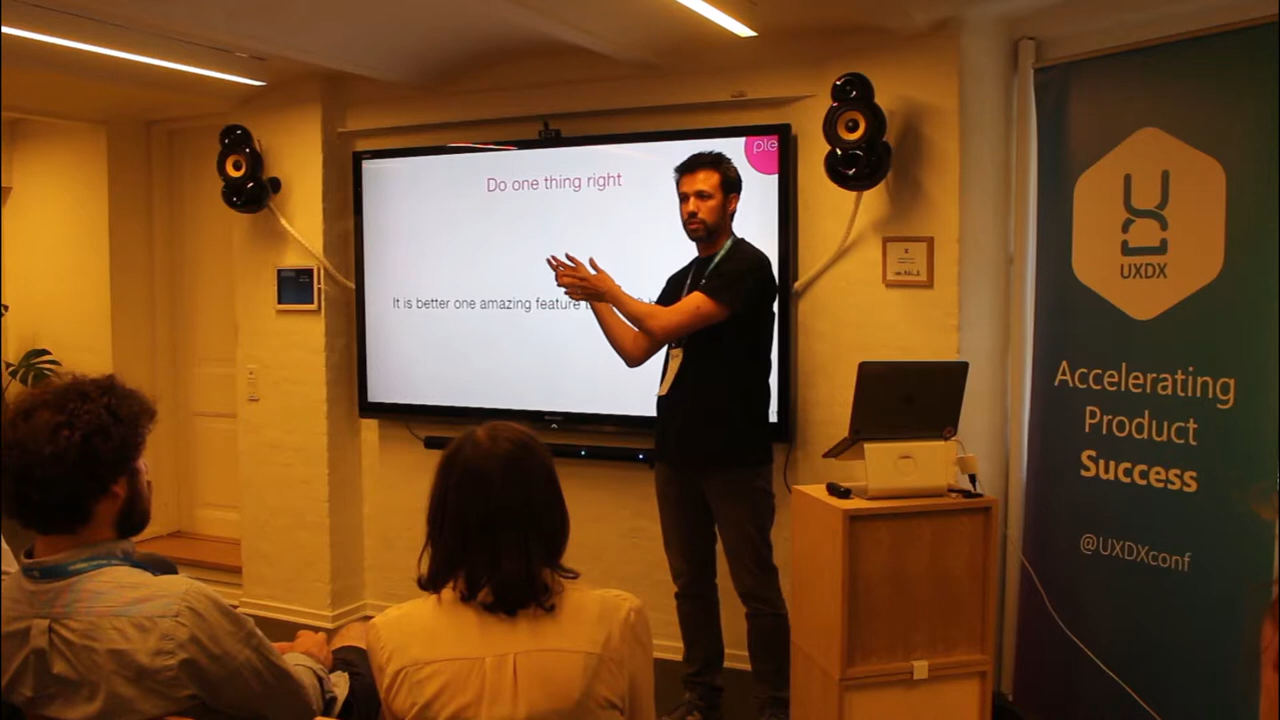 ple
Do one thing right
It is better one amazing feature
UXDX
Accelerating
Product
Success
@UXDXconf